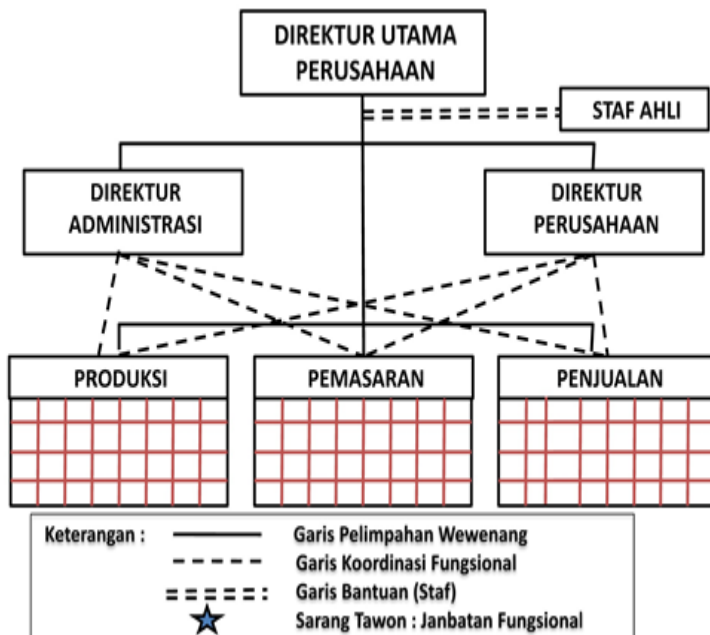 DIREKTUR UTAMA
PERUSAHAAN
STAF AHLI
DIREKTUR
ADMINISTRASI
DIREKTUR
PERUSAHAAN
PRODUKSI
PEMASARAN
PENJUALAN
Keterangan :
Garis Pelimpahan Wewenang
Garis Koordinasi Fungsional
Garis Bantuan (Staf)
Sarang Tawon : Janbatan Fungsional